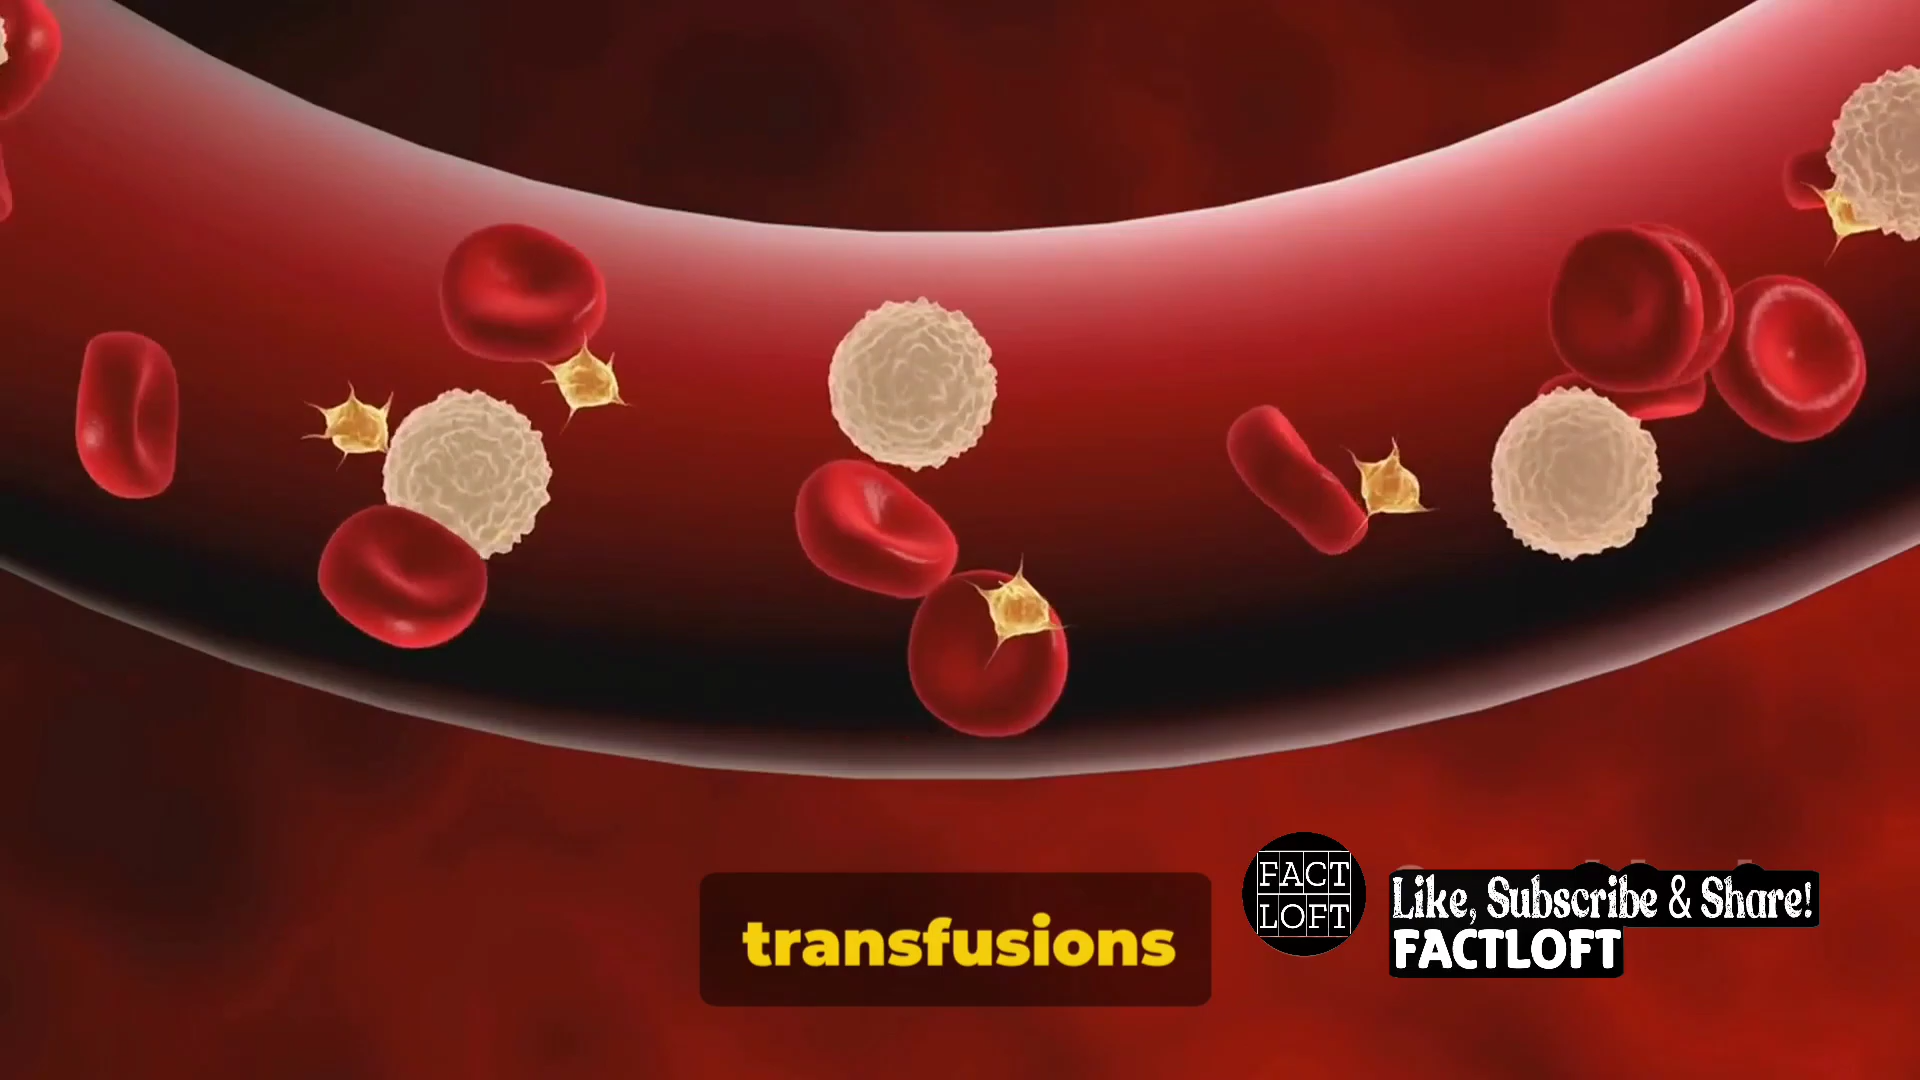 transfusions
FACT
LOFT
Like, Subscribe & Share!
FACTLOFT